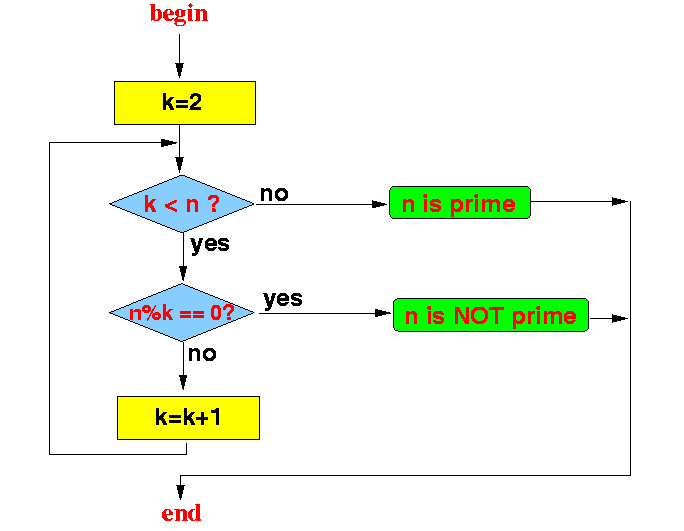 begin
k=2
k < n ?
no
n is prime
yes
n%k == 0?
yes
n is NOT prime
no
k=k+1
end